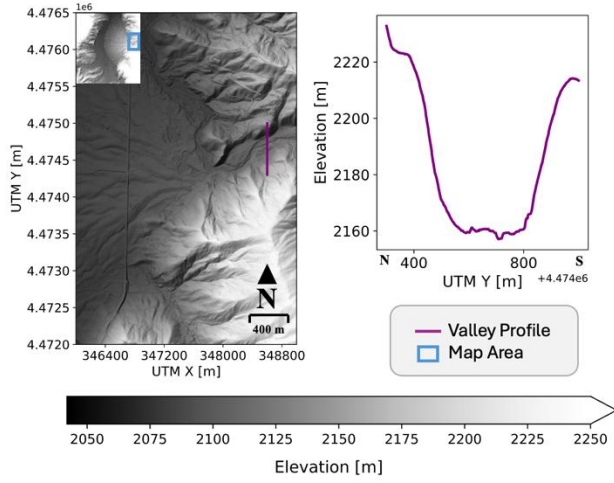 1e6
4.4765
4.4760
4.4755
4.4750
4.4745
4.4740
4.4735
4.4730
4.4725
4.4720
UTM Y [m]
346400 347200 348000 348800
UTM X [m]
N
400 m
Elevation [m]
2220
2200
2180
2160
N 400 800 S
UTM Y [m] +4.474e6
Valley Profile
Map Area
2050 2075 2100 2125 2150 2175 2200 2225 2250
Elevation [m]